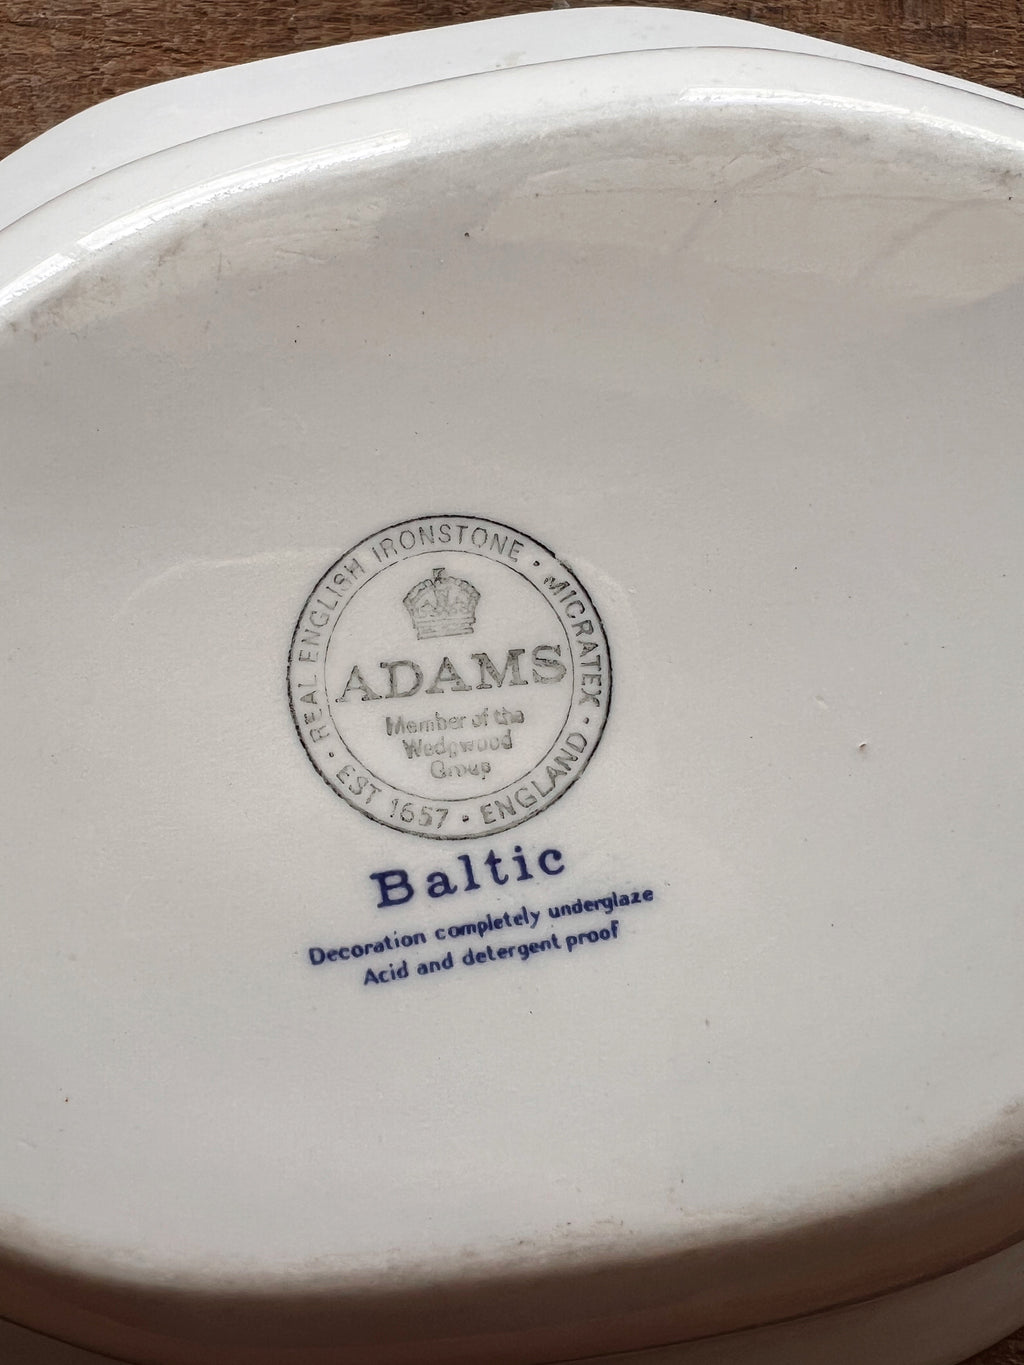 · REAL ENGLISH IRONSTONE · MICRATEX ·
ADAMS
Member of the
Wedgwood
Group
EST 1657 · ENGLAND
Baltic
Decoration completely underglaze
Acid and detergent proof